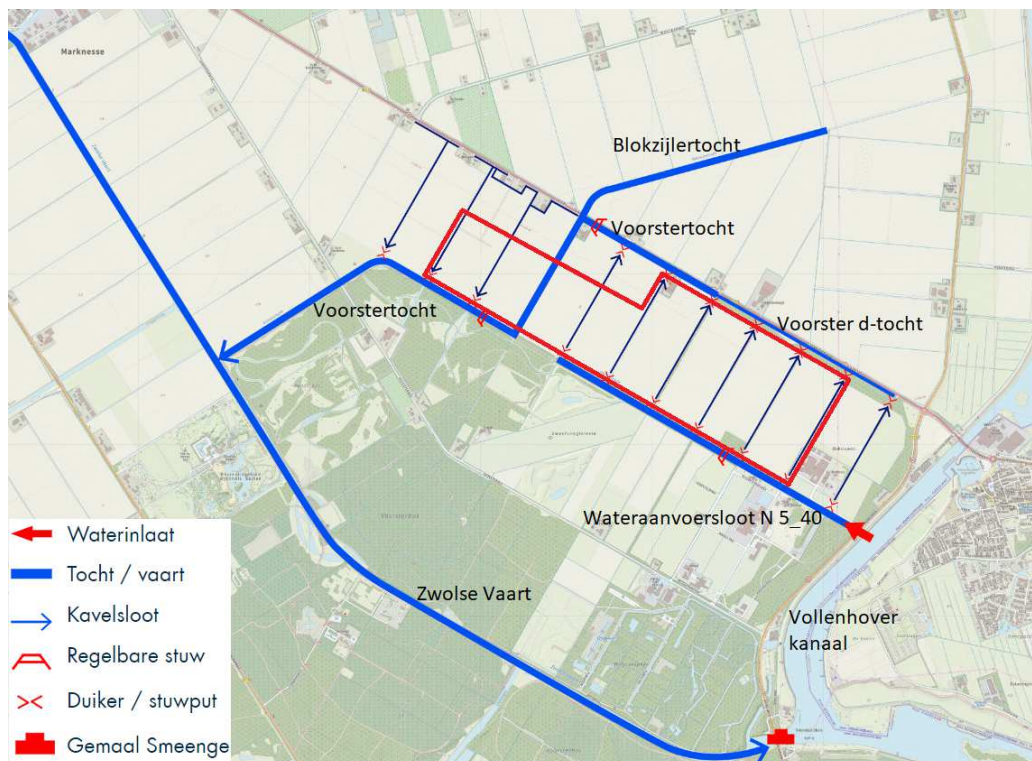 Marknesse
Blokzijlertocht
Voorstertocht
Voorstertocht
Voorster d-tocht
Wateraanvoersloot N 5_40
Zwolse Vaart
Vollenhover
kanaal
Waterinlaat
Tocht / vaart
Kavelsloot
Regelbare stuw
Duiker / stuwput
Gemaal Smeenge